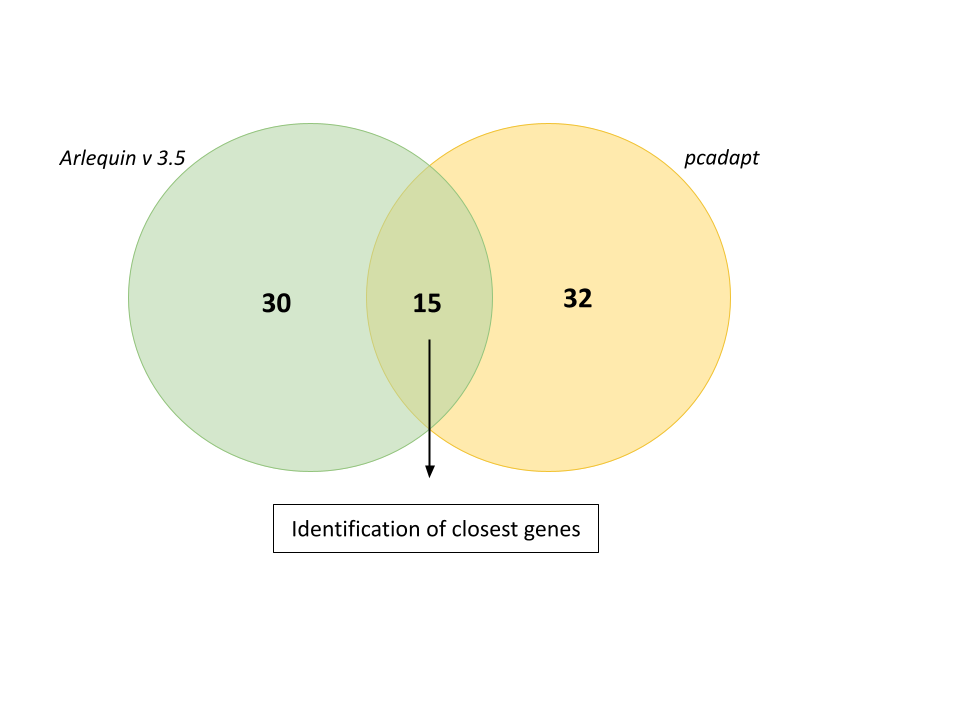 Arlequin v 3.5
pcadapt
30
15
32
Identification of closest genes